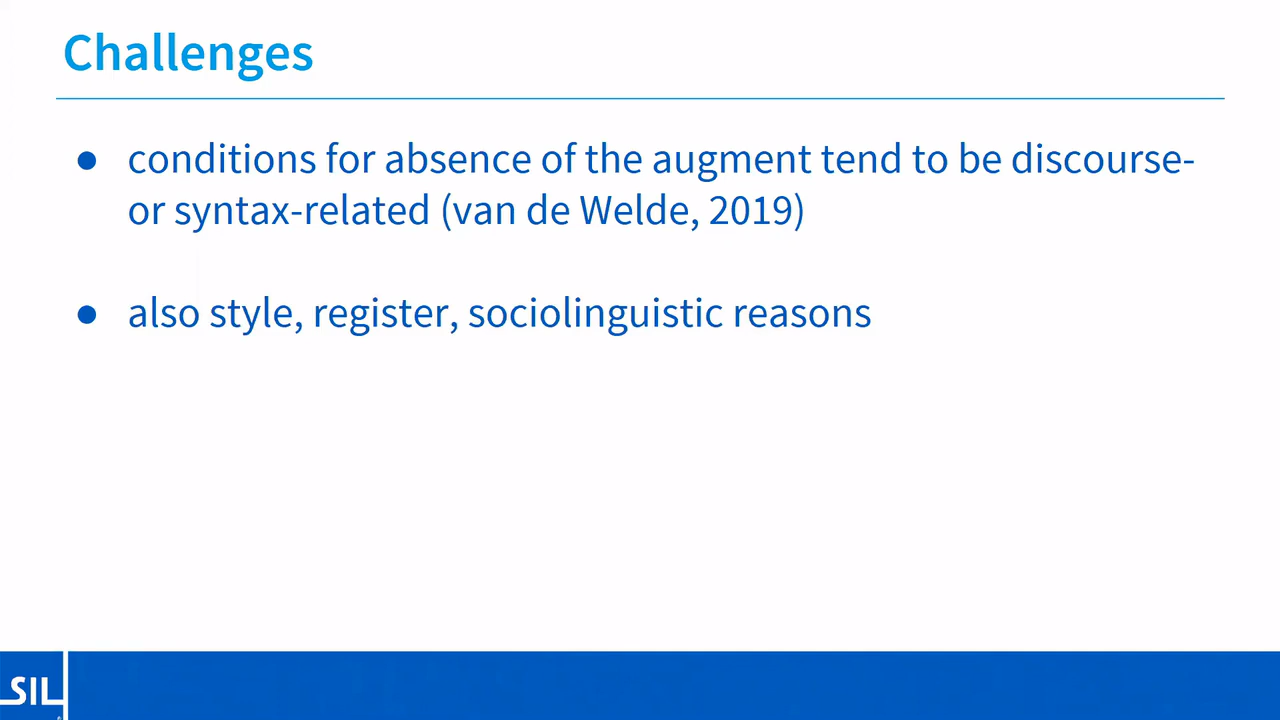 Challenges
● conditions for absence of the augment tend to be discourse-
or syntax-related (van de Welde, 2019)
● also style, register, sociolinguistic reasons
SIL